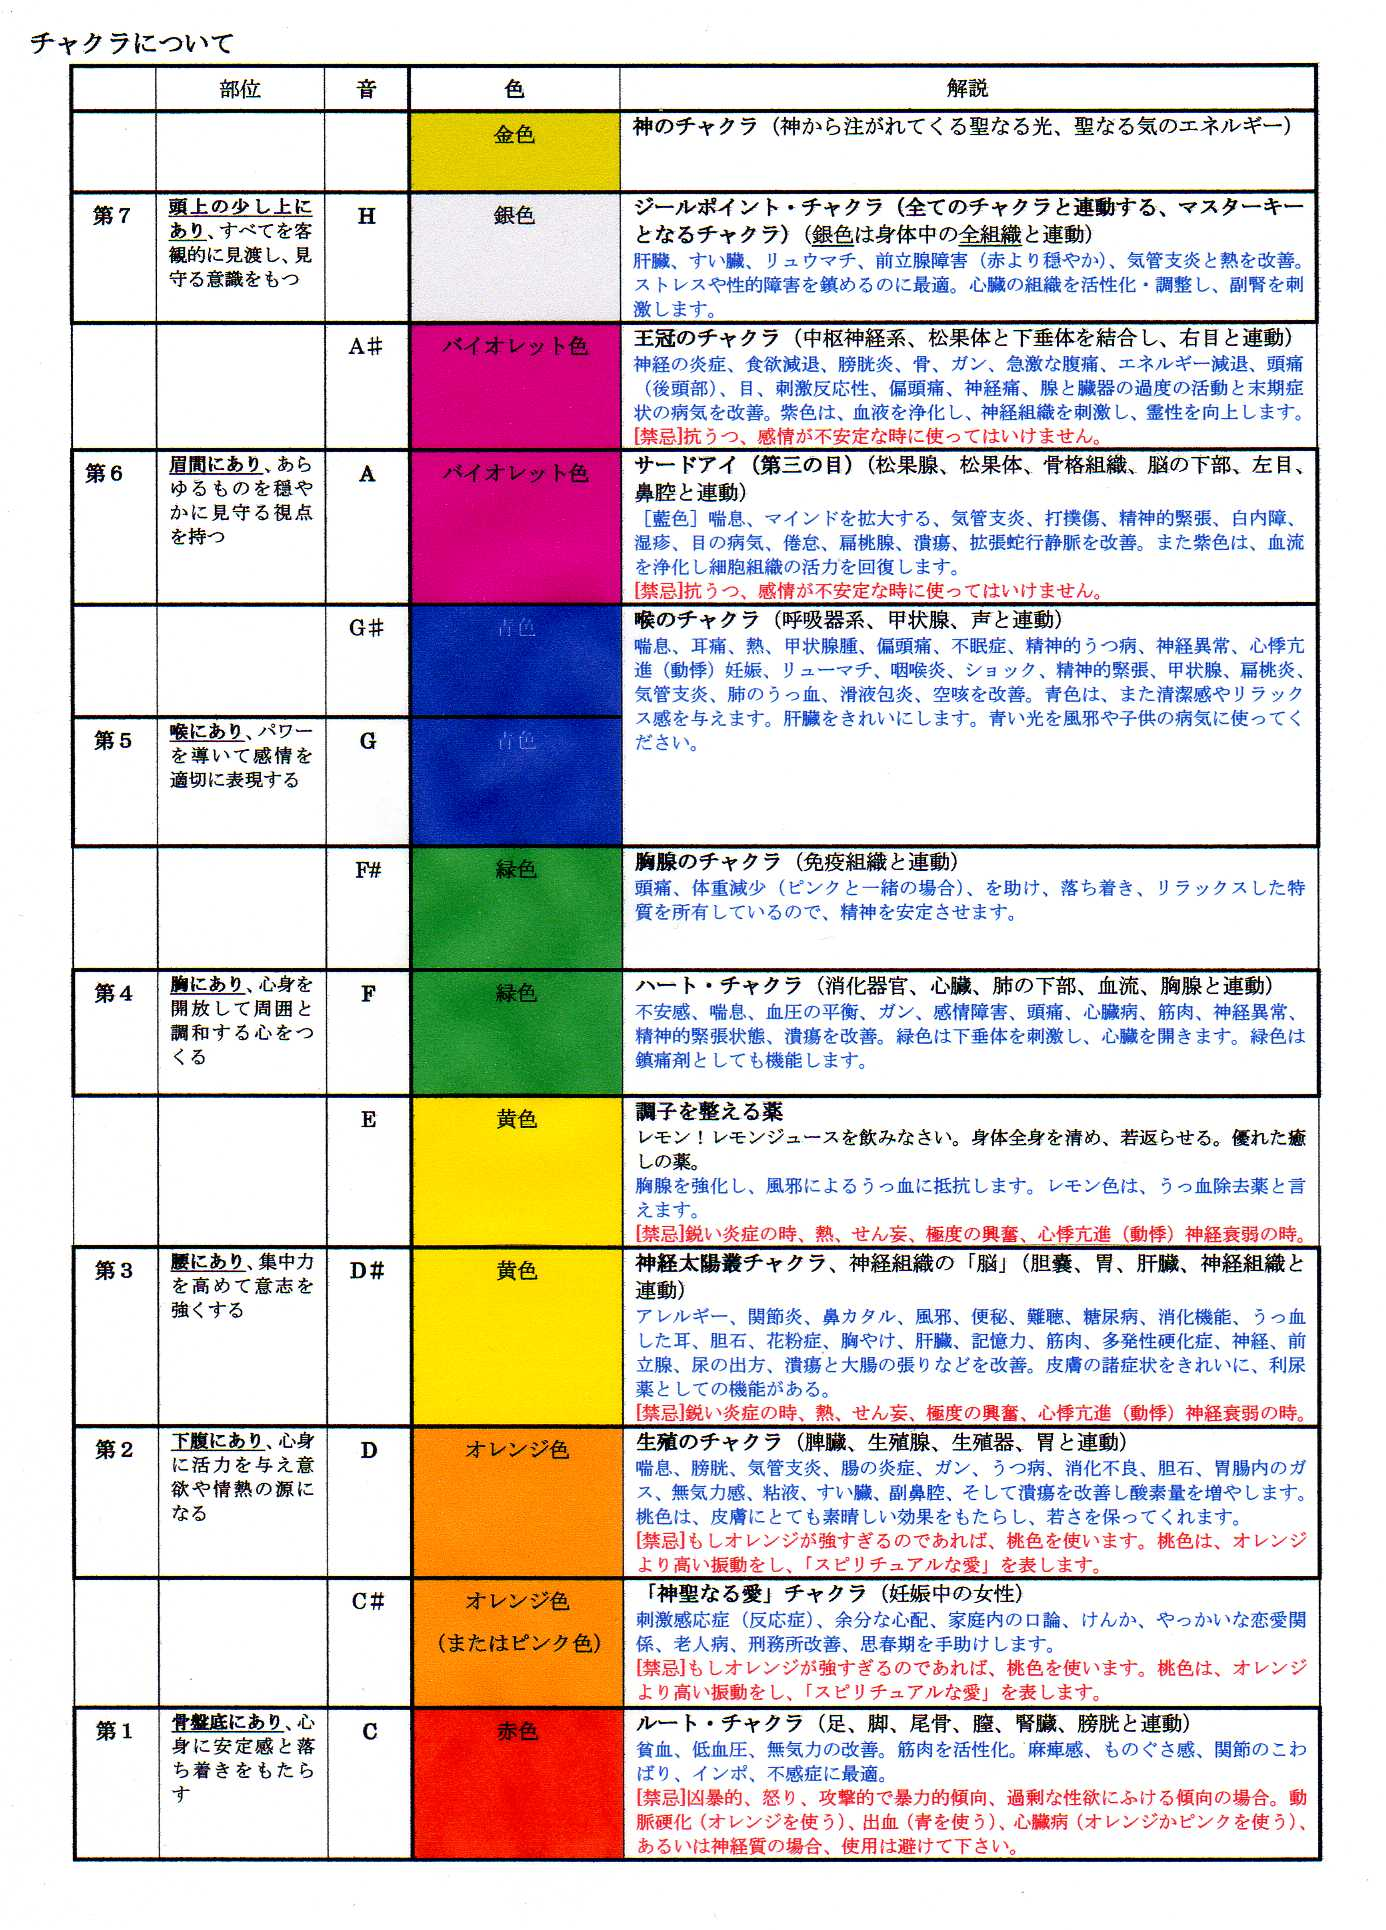 チャクラについて
部位 音 色 解説
金色
神のチャクラ（神から注がれてくる聖なる光、聖なる気のエネルギー）
第７
頭上の少し上に
あり、すべてを客
観的に見渡し、見
守る意識をもつ
H
銀色
ジールポイント・チャクラ（全てのチャクラと連動する、マスターキー
となるチャクラ）（銀色は身体中の全組織と連動）
肝臓、すい臓、リュウマチ、前立腺障害（赤より穏やか）、気管支炎と熱を改善。
ストレスや性的障害を鎮めるのに最適。心臓の組織を活性化・調整し、副腎を刺
激します。
A＃
バイオレット色
王冠のチャクラ（中枢神経系、松果体と下垂体を結合し、右目と連動）
神経の炎症、食欲減退、膀胱炎、骨、ガン、急激な腹痛、エネルギー減退、頭痛
（後頭部）、目、刺激反応性、偏頭痛、神経痛、腺と臓器の過度の活動と末期症
状の病気を改善。紫色は、血液を浄化し、神経組織を刺激し、霊性を向上します。
[禁忌]抗うつ、感情が不安定な時に使ってはいけません。
第６
眉間にあり、あら
ゆるものを穏や
かに見守る視点
を持つ
A
バイオレット色
サードアイ（第三の目）（松果腺、松果体、骨格組織、脳の下部、左目、
鼻腔と連動）
［藍色］喘息、マインドを拡大する、気管支炎、打撲傷、精神的緊張、白内障、
湿疹、目の病気、倦怠、扁桃腺、潰瘍、拡張蛇行静脈を改善。また紫色は、血流
を浄化し細胞組織の活力を回復します。
[禁忌]抗うつ、感情が不安定な時に使ってはいけません。
G＃
青色
喉のチャクラ（呼吸器系、甲状腺、声と連動）
喘息、耳痛、熱、甲状腺腫、偏頭痛、不眠症、精神的うつ病、神経異常、心悸亢
進（動悸）妊娠、リューマチ、咽喉炎、ショック、精神的緊張、甲状腺、扁桃炎、
気管支炎、肺のうっ血、滑液包炎、空咳を改善。青色は、また清潔感やリラック
ス感を与えます。肝臓をきれいにします。青い光を風邪や子供の病気に使ってく
ださい。
第５
喉にあり、パワー
を導いて感情を
適切に表現する
G
青色
F#
緑色
胸腺のチャクラ（免疫組織と連動）
頭痛、体重減少（ピンクと一緒の場合）、を助け、落ち着き、リラックスした特
質を所有しているので、精神を安定させます。
第４
胸にあり、心身を
開放して周囲と
調和する心をつ
くる
F
緑色
ハート・チャクラ（消化器官、心臓、肺の下部、血流、胸腺と連動）
不安感、喘息、血圧の平衡、ガン、感情障害、頭痛、心臓病、筋肉、神経異常、
精神的緊張状態、潰瘍を改善。緑色は下垂体を刺激し、心臓を開きます。緑色は
鎮痛剤としても機能します。
E
黄色
調子を整える薬
レモン！レモンジュースを飲みなさい。身体全身を清め、若返らせる。優れた癒
しの薬。
胸腺を強化し、風邪によるうっ血に抵抗します。レモン色は、うっ血除去薬と言
えます。
[禁忌]鋭い炎症の時、熱、せん妄、極度の興奮、心悸亢進（動悸）神経衰弱の時。
第３
腰にあり、集中力
を高めて意志を
強くする
D＃
黄色
神経太陽叢チャクラ、神経組織の「脳」（胆嚢、胃、肝臓、神経組織と
連動）
アレルギー、関節炎、鼻カタル、風邪、便秘、難聴、糖尿病、消化機能、うっ血
した耳、胆石、花粉症、胸やけ、肝臓、記憶力、筋肉、多発性硬化症、神経、前
立腺、尿の出方、潰瘍と大腸の張りなどを改善。皮膚の諸症状をきれいに、利尿
薬としての機能がある。
[禁忌]鋭い炎症の時、熱、せん妄、極度の興奮、心悸亢進（動悸）神経衰弱の時。
第２
下腹にあり、心身
に活力を与え意
欲や情熱の源に
なる
D
オレンジ色
生殖のチャクラ（脾臓、生殖腺、生殖器、胃と連動）
喘息、膀胱、気管支炎、腸の炎症、ガン、うつ病、消化不良、胆石、胃腸内のガ
ス、無気力感、粘液、すい臓、副鼻腔、そして潰瘍を改善し酸素量を増やします。
桃色は、皮膚にとても素晴しい効果をもたらし、若さを保ってくれます。
[禁忌]もしオレンジが強すぎるのであれば、桃色を使います。桃色は、オレンジ
より高い振動をし、「スピリチュアルな愛」を表します。
C＃
オレンジ色
（またはピンク色）
「神聖なる愛」チャクラ（妊娠中の女性）
刺激感応症（反応症）、余分な心配、家庭内の口論、けんか、やっかいな恋愛関
係、老人病、刑務所改善、思春期を手助けします。
[禁忌]もしオレンジが強すぎるのであれば、桃色を使います。桃色は、オレンジ
より高い振動をし、「スピリチュアルな愛」を表します。
第１
骨盤底にあり、心
身に安定感と落
ち着きをもたら
す
C
赤色
ルート・チャクラ（足、脚、尾骨、膣、腎臓、膀胱と連動）
貧血、低血圧、無気力の改善。筋肉を活性化。麻痺感、ものぐさ感、関節のこわ
ばり、インポ、不感症に最適。
[禁忌]凶暴的、怒り、攻撃的で暴力的傾向、過剰な性欲にふける傾向の場合。動
脈硬化（オレンジを使う）、出血（青を使う）、心臓病（オレンジかピンクを使う）、
あるいは神経質の場合、使用は避けて下さい。